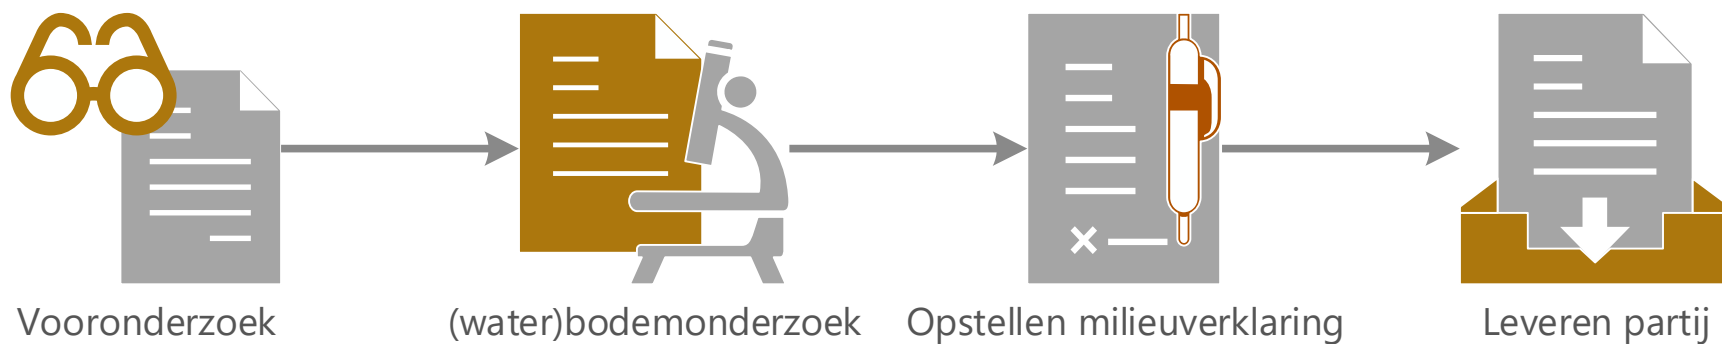 Vooronderzoek
(water)bodemonderzoek
Opstellen milieuverklaring
Leveren partij